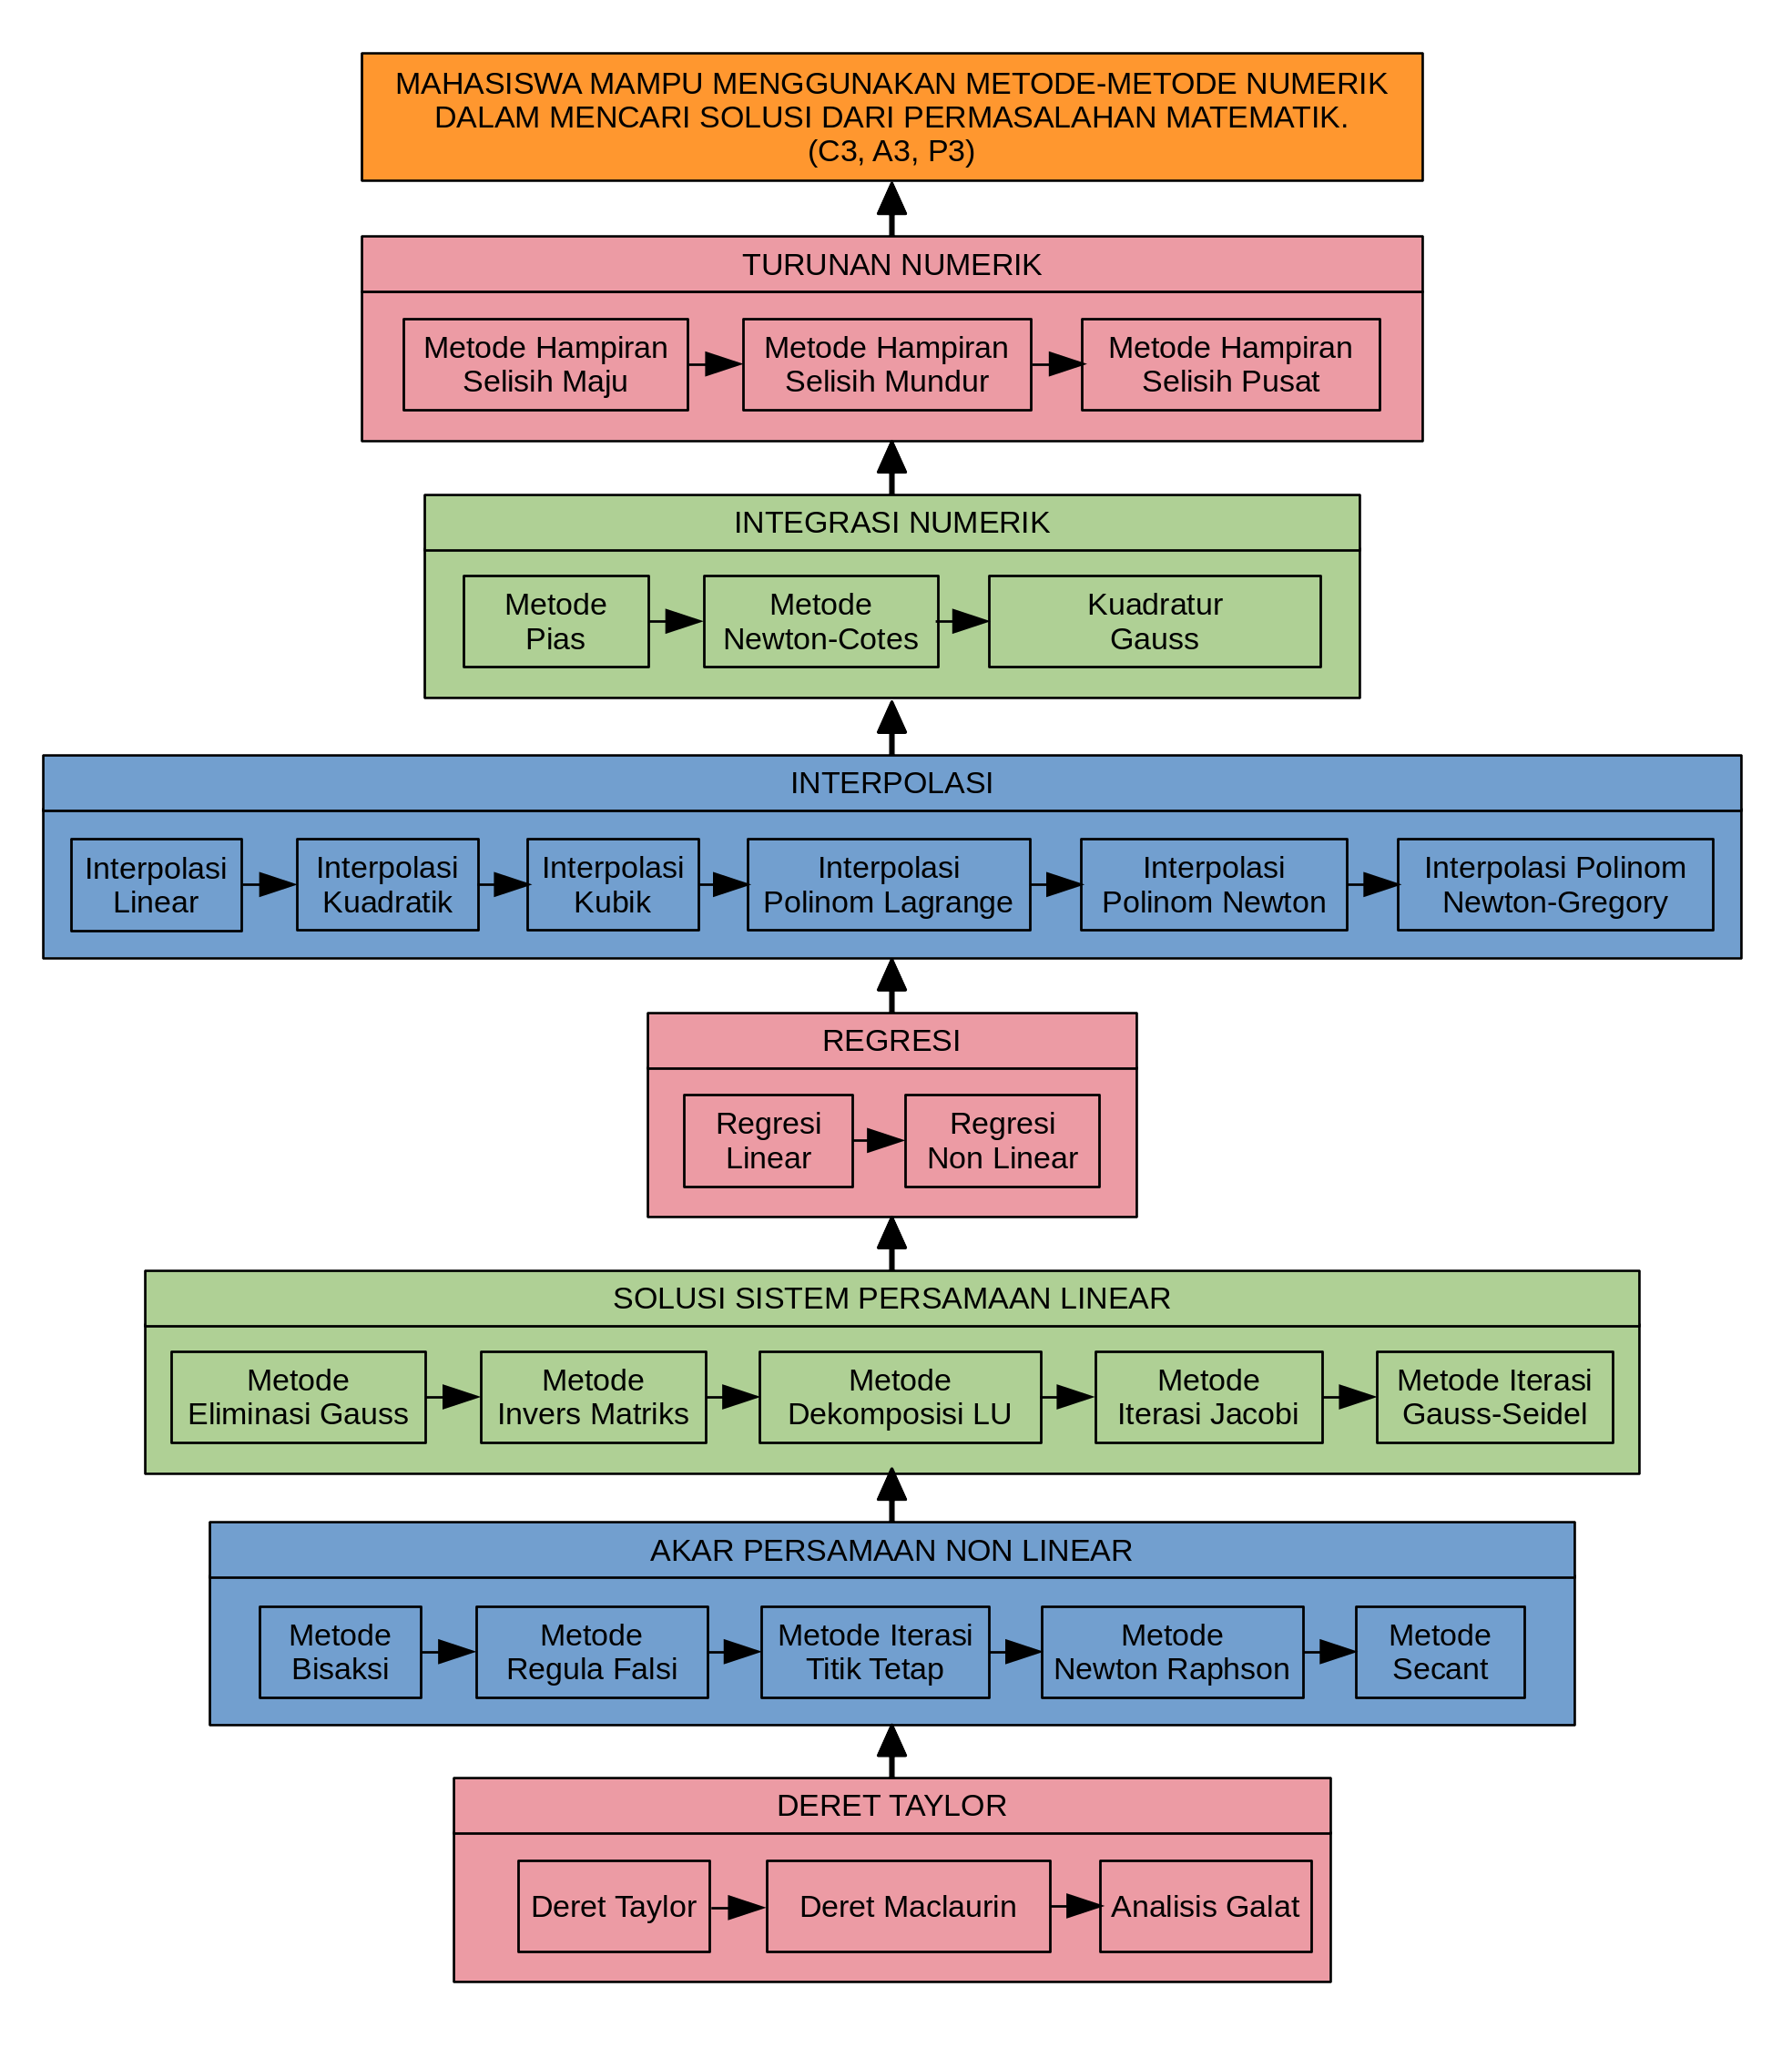 MAHASISWA MAMPU MENGGUNAKAN METODE-METODE NUMERIK
DALAM MENCARI SOLUSI DARI PERMASALAHAN MATEMATIK.
(C3, A3, P3)
TURUNAN NUMERIK
Metode Hampiran
Selisih Maju
Metode Hampiran
Selisih Mundur
Metode Hampiran
Selisih Pusat
INTEGRASI NUMERIK
Metode
Pias
Metode
Newton-Cotes
Kuadratur
Gauss
INTERPOLASI
Interpolasi
Linear
Interpolasi
Kuadratik
Interpolasi
Kubik
Interpolasi
Polinom Lagrange
Interpolasi
Polinom Newton
Interpolasi Polinom
Newton-Gregory
REGRESI
Regresi
Linear
Regresi
Non Linear
SOLUSI SISTEM PERSAMAAN LINEAR
Metode
Eliminasi Gauss
Metode
Invers Matriks
Metode
Dekomposisi LU
Metode
Iterasi Jacobi
Metode Iterasi
Gauss-Seidel
AKAR PERSAMAAN NON LINEAR
Metode
Bisaksi
Metode
Regula Falsi
Metode Iterasi
Titik Tetap
Metode
Newton Raphson
Metode
Secant
DERET TAYLOR
Deret Taylor
Deret Maclaurin
Analisis Galat